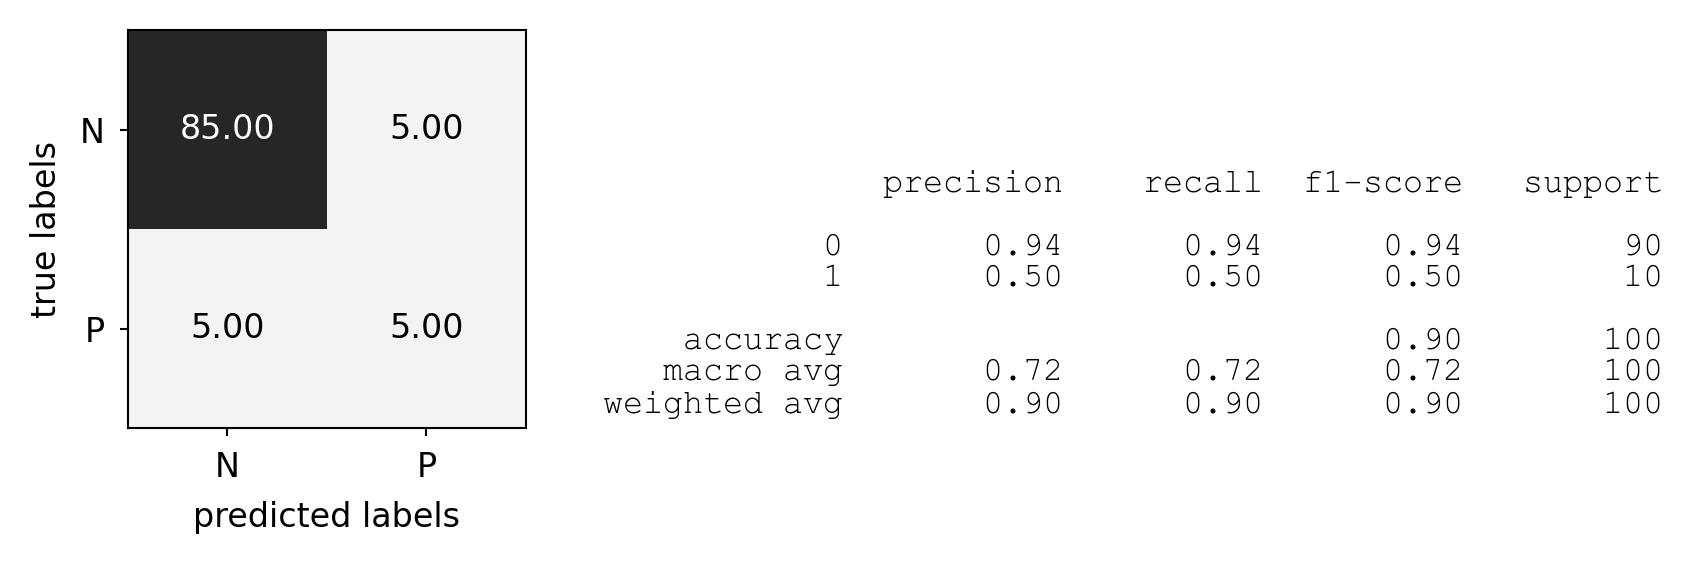 N 85.00 5.00
P 5.00 5.00
N P
true labels
predicted labels
precision recall f1-score support
0 0.94 0.94 0.94 90
1 0.50 0.50 0.50 10
accuracy 0.90 100
macro avg 0.72 0.72 0.72 100
weighted avg 0.90 0.90 0.90 100